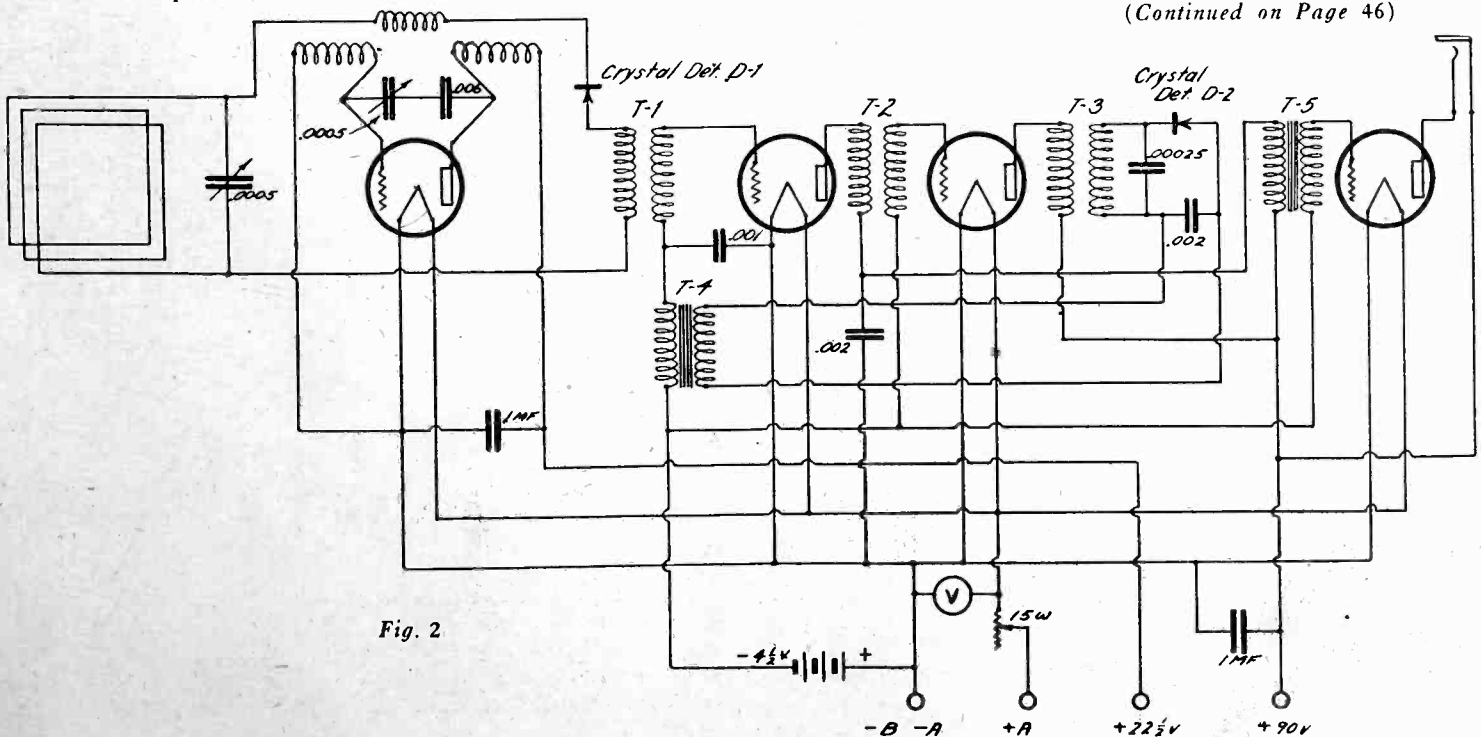 (Continued on Page 46)
Crystal Det. D-1
Crystal
Det. D-2
T-1
T-2
T-3
T-5
.0005
.006
.0005
.00025
.002
.001
T-4
.002
1MF
V
15ω
Fig. 2
- 4½v +
1MF
-B -A
+A
+22½v
+90v